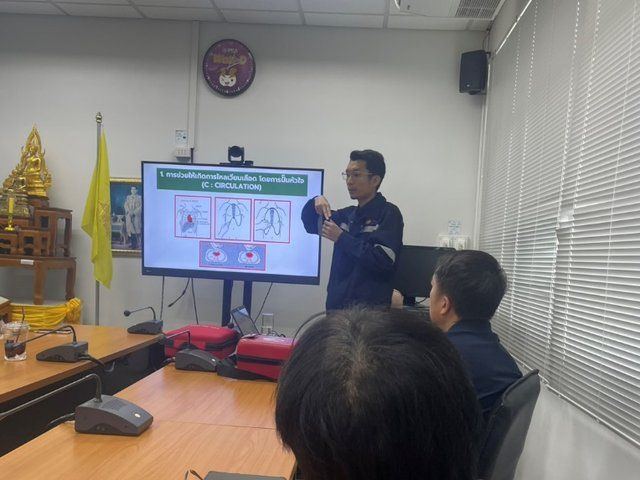 1. การช่วยให้เกิดการไหลเวียนเลือด โดยการปั๊มหัวใจ
(C : CIRCULATION)